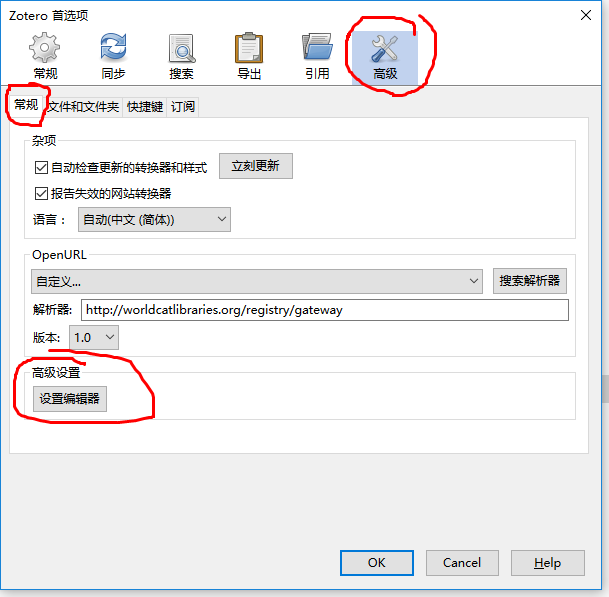 Zotero 首选项
常规 同步 搜索 导出 引用 高级
常规 文件和文件夹 快捷键 订阅
杂项
自动检查更新的转换器和样式 立刻更新
报告失效的网站转换器
语言： 自动(中文 (简体))
OpenURL
自定义... 搜索解析器
解析器: http://worldcatlibraries.org/registry/gateway
版本: 1.0
高级设置
设置编辑器
OK Cancel Help